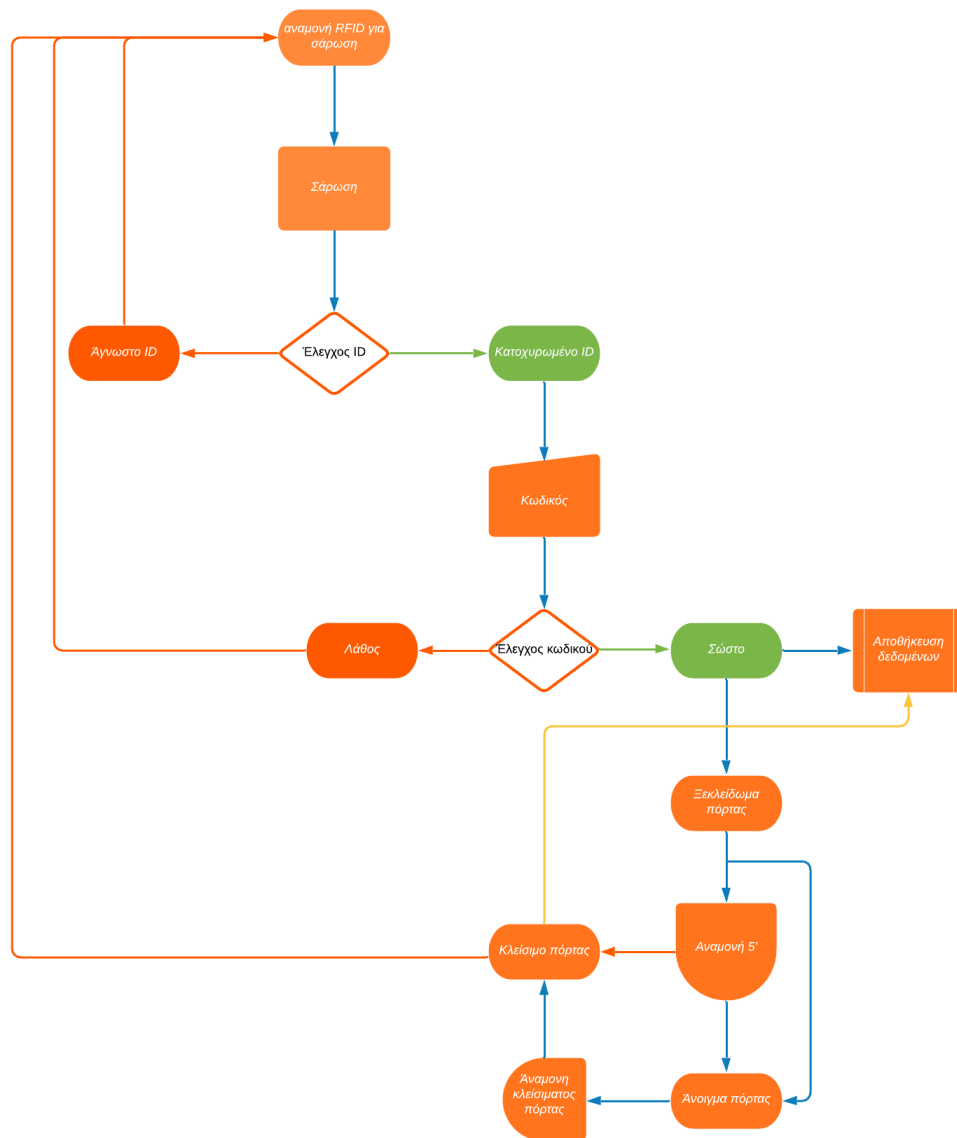 αναμονή RFID για
σάρωση
Σάρωση
Άγνωστο ID
Έλεγχος ID
Κατοχυρωμένο ID
Κωδικός
Λάθος
Έλεγχος κωδικού
Σώστο
Αποθήκευση
δεδομένων
Ξεκλείδωμα
πόρτας
Κλείσιμο πόρτας
Αναμονή 5'
Άναμονη
κλείσιματος
πόρτας
Άνοιγμα πόρτας